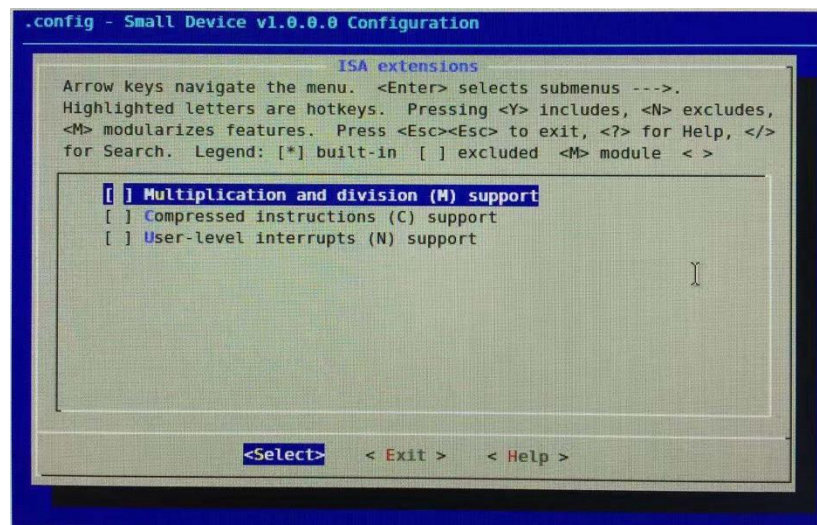 .config - Small Device v1.0.0.0 Configuration
ISA extensions
Arrow keys navigate the menu.  <Enter> selects submenus --->.
Highlighted letters are hotkeys.  Pressing <Y> includes, <N> excludes,
<M> modularizes features.  Press <Esc><Esc> to exit, <?> for Help, </>
for Search.  Legend: [*] built-in  [ ] excluded  <M> module  < >
[ ] Multiplication and division (M) support
[ ] Compressed instructions (C) support
[ ] User-level interrupts (N) support
<Select>    < Exit >    < Help >